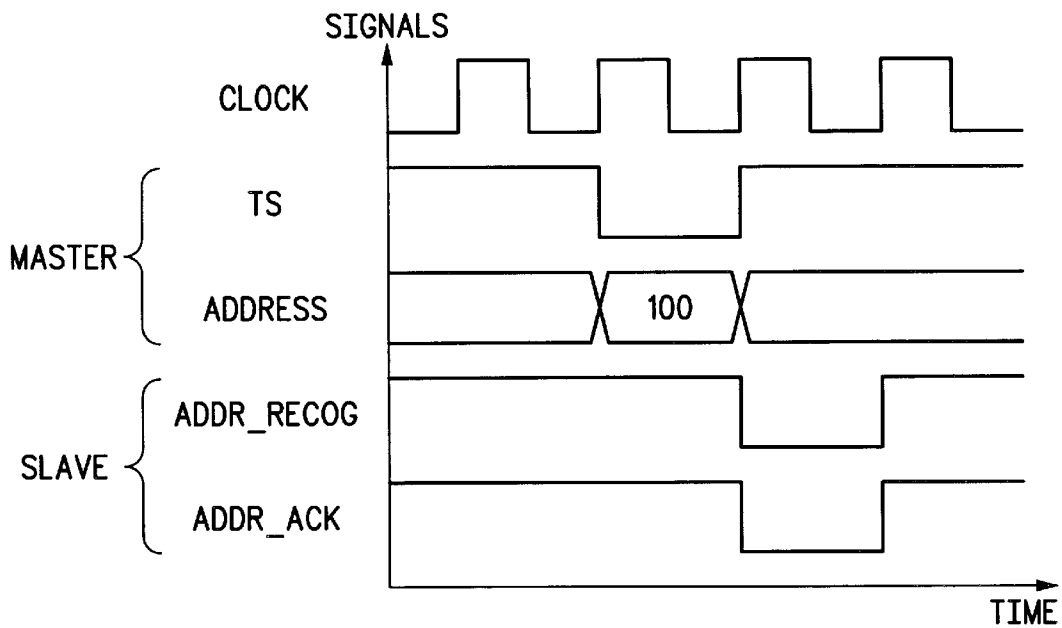 SIGNALS
CLOCK
TS
MASTER
ADDRESS
100
ADDR_RECOG
SLAVE
ADDR_ACK
TIME